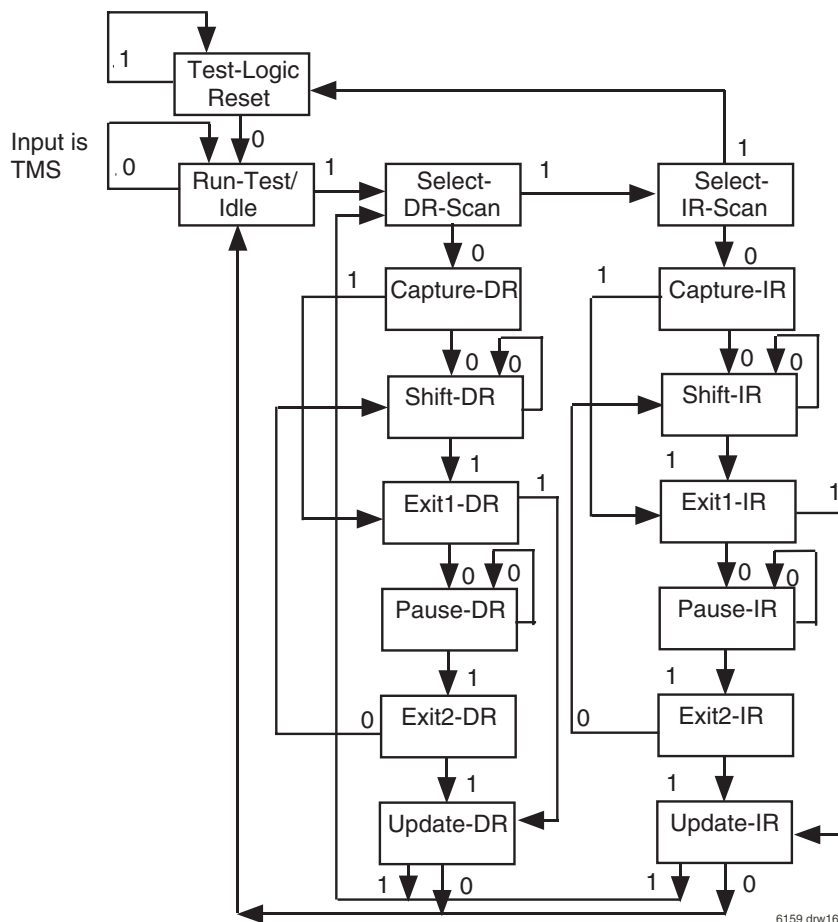 .1
Test-Logic
Reset
Input is
TMS
0
1
.0
Run-Test/
Idle
1
Select-
DR-Scan
1
Select-
IR-Scan
0
0
1
Capture-DR
1
Capture-IR
0
0
0
0
Shift-DR
Shift-IR
1
1
Exit1-DR
1
Exit1-IR
1
0
0
0
0
Pause-DR
Pause-IR
1
1
0
Exit2-DR
0
Exit2-IR
1
1
Update-DR
Update-IR
1
0
1
0
6159 drw16